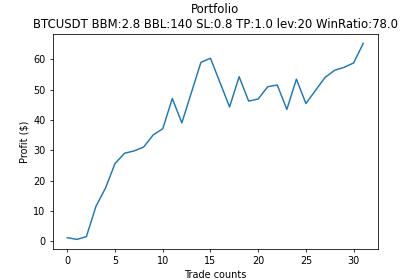 Portfolio
BTCUSDT BBM:2.8 BBL:140 SL:0.8 TP:1.0 lev:20 WinRatio:78.0
Profit ($)
60
50
40
30
20
10
0
0 5 10 15 20 25 30
Trade counts